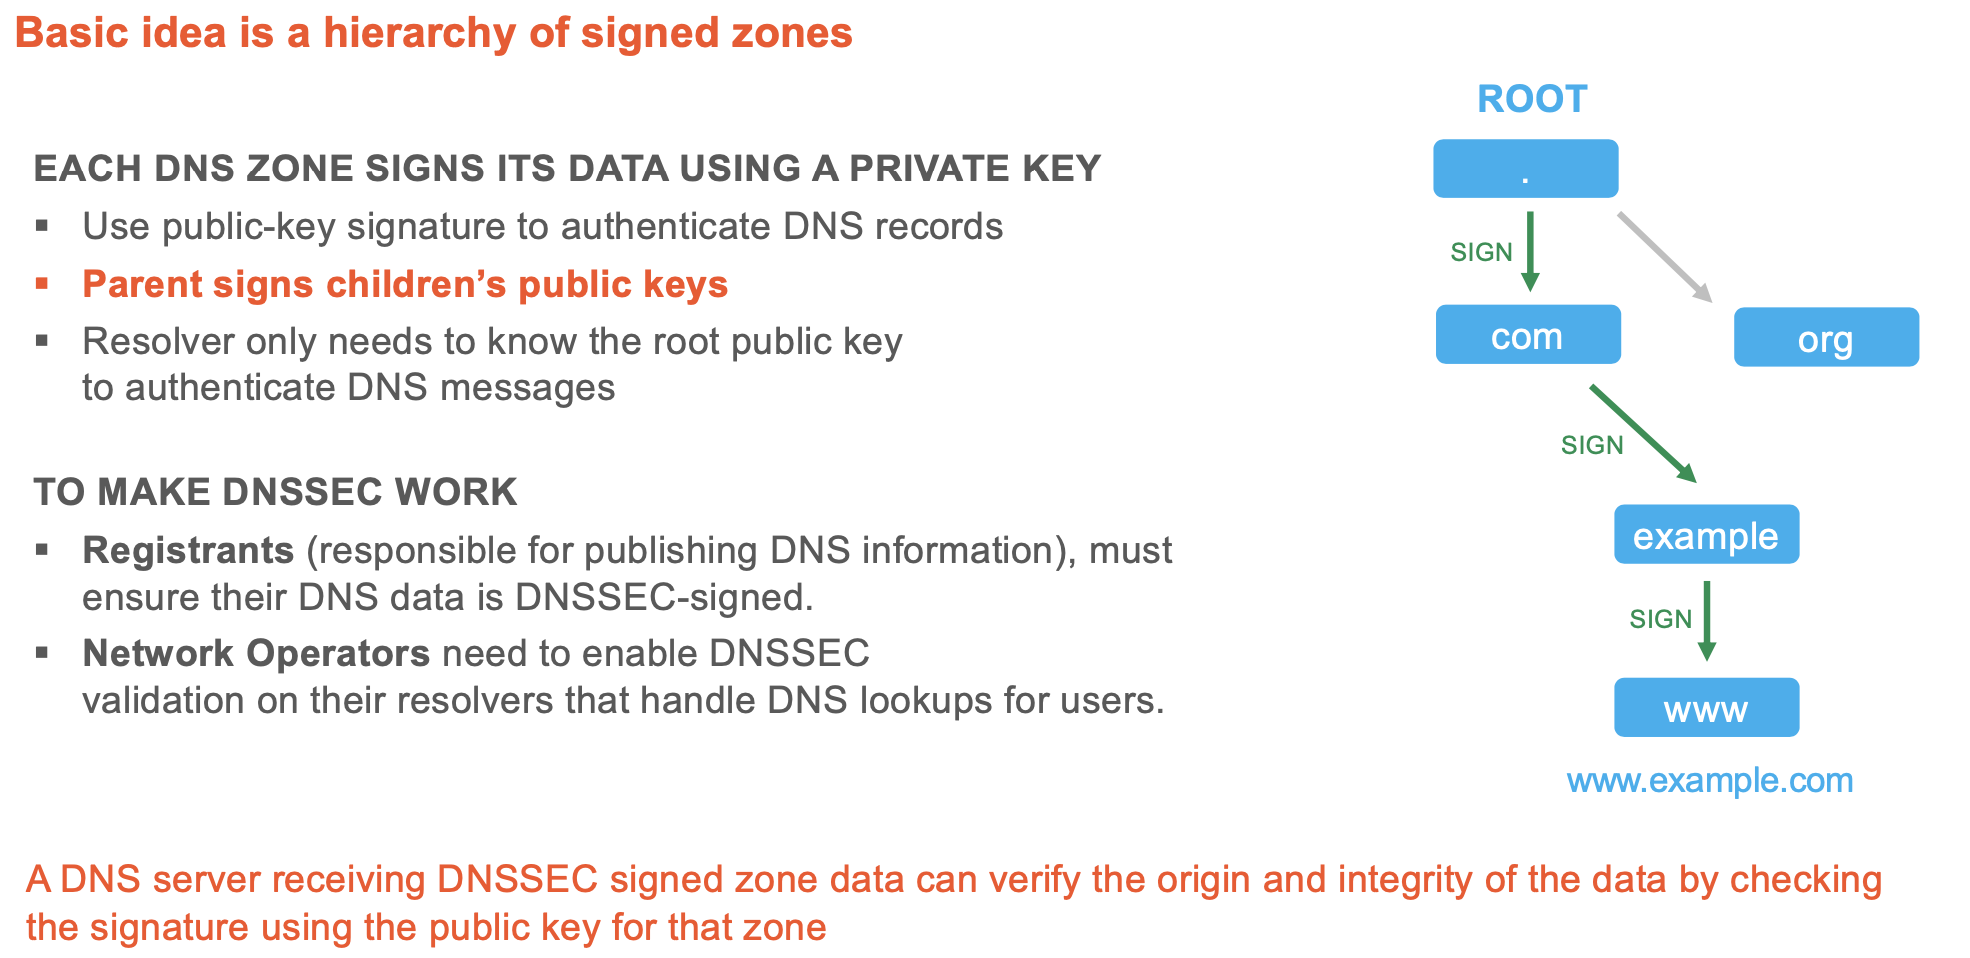 Basic idea is a hierarchy of signed zones
EACH DNS ZONE SIGNS ITS DATA USING A PRIVATE KEY
▪ Use public-key signature to authenticate DNS records
▪ Parent signs children’s public keys
▪ Resolver only needs to know the root public key
to authenticate DNS messages
TO MAKE DNSSEC WORK
▪ Registrants (responsible for publishing DNS information), must
ensure their DNS data is DNSSEC-signed.
▪ Network Operators need to enable DNSSEC
validation on their resolvers that handle DNS lookups for users.
ROOT
.
SIGN
com
org
SIGN
example
SIGN
www
www.example.com
A DNS server receiving DNSSEC signed zone data can verify the origin and integrity of the data by checking
the signature using the public key for that zone